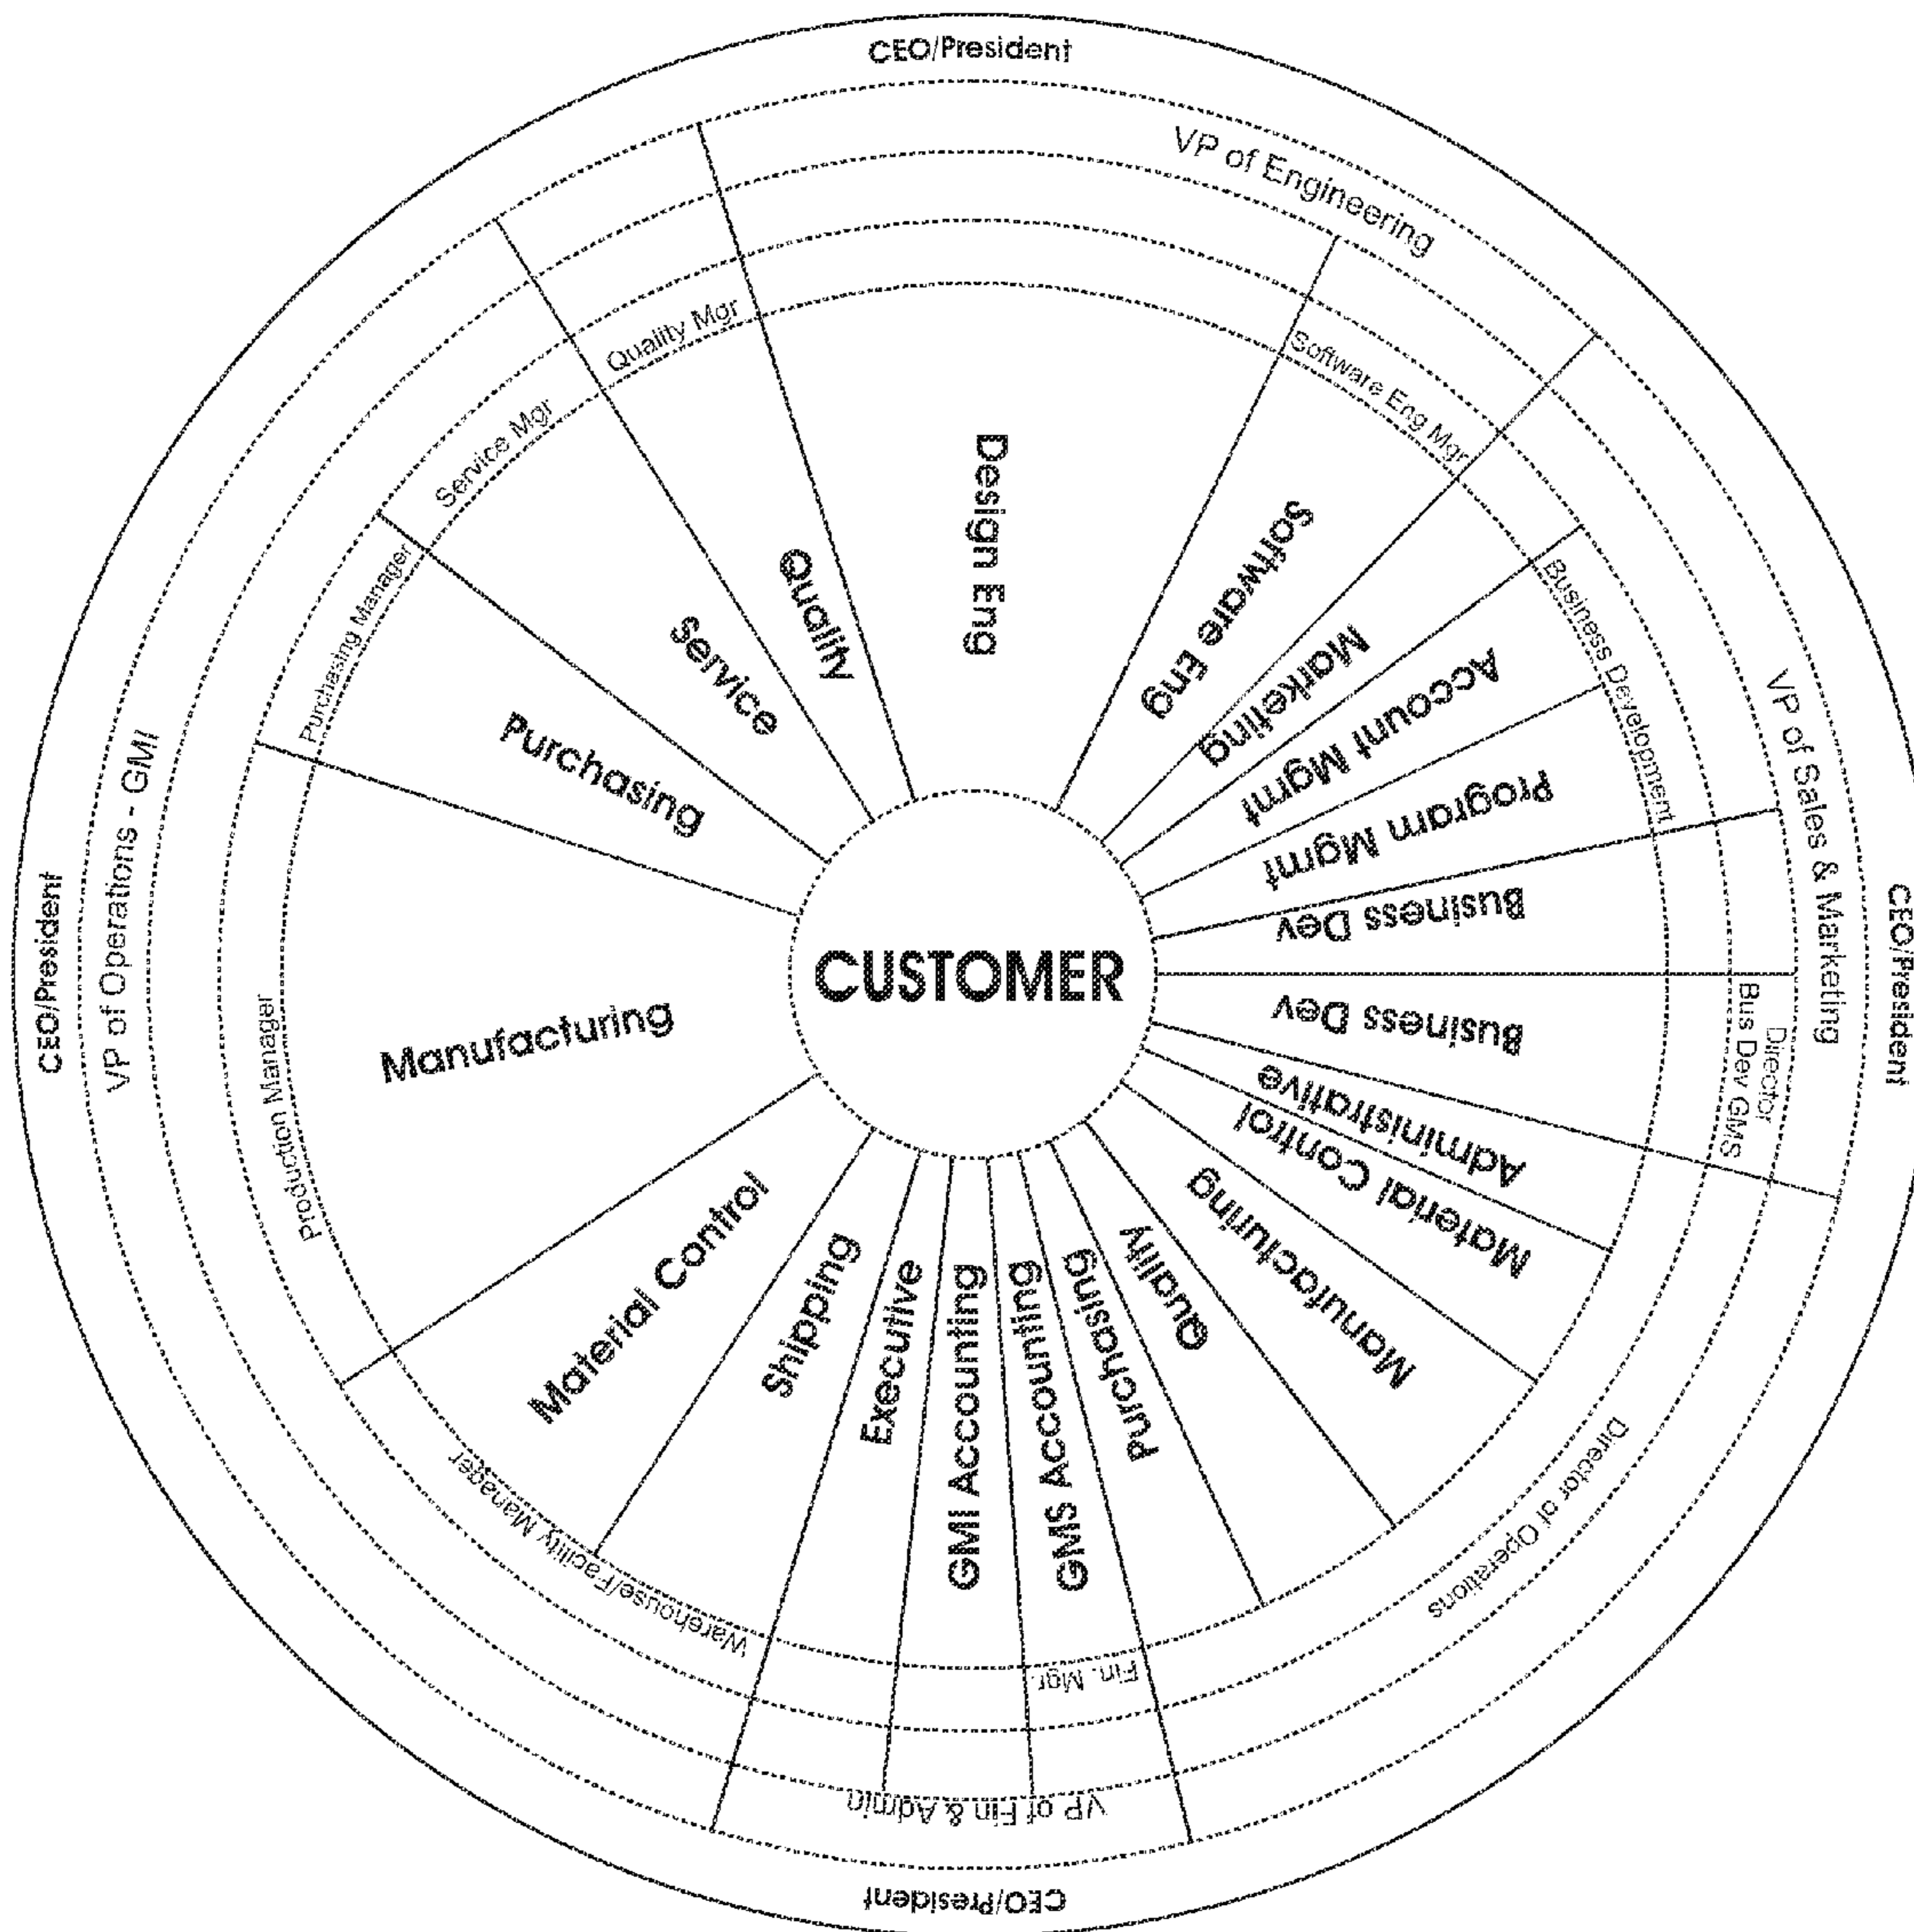 CEO/President
VP of Engineering
Quality Mgr
Software Eng Mgr
Service Mgr
Design Eng
Software Eng
Quality
Service
Marketing
Account Mgmt
Business Development
Program Mgmt
VP of Sales & Marketing
Purchasing Manager
Purchasing
VP of Operations - GMI
CEO/President
Business Dev
CUSTOMER
CEO/President
Manufacturing
Production Manager
Business Dev
Director
Bus Dev GMS
Administrative
Material Control
Manufacturing
Quality
Purchasing
GMS Accounting
GMI Accounting
Executive
Shipping
Material Control
Warehouse/Facility Manager
Director of Operations
Fin. Mgr.
VP of Fin & Admin
CEO/President